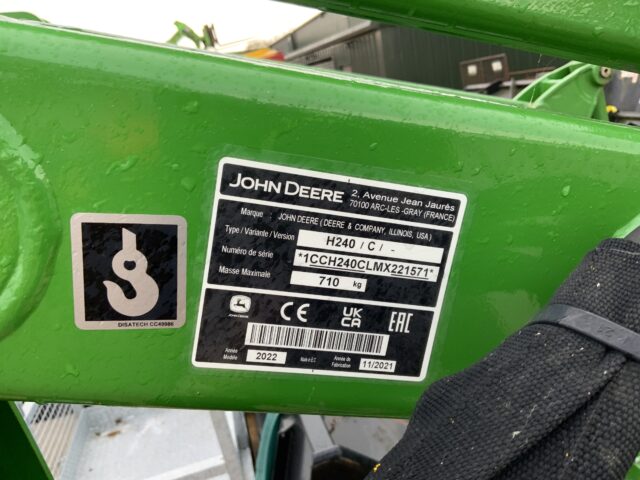 JOHN DEERE 2, Avenue Jean Jaurès
70100 ARC-LES -GRAY (FRANCE)
Marque : JOHN DEERE ( DEERE & COMPANY, ILLINOIS, USA )
Type / Variante / Version H240 / C / -
Numéro de série *1CCH240CLMX221571*
Masse Maximale 710 kg
JOHN DEERE
CE UK CA EAC
Année Modèle 2022 Année de Fabrication 11/2021
DISATECH CC40986